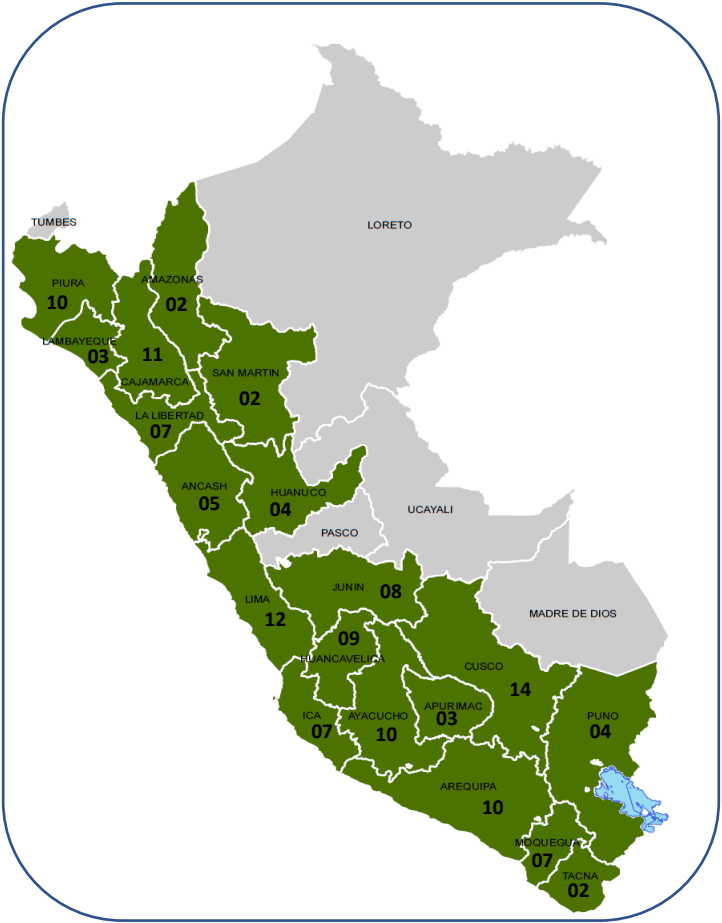 TUMBES
LORETO
PIURA
10
AMAZONAS
02
LAMBAYEQUE
03
11
CAJAMARCA
SAN MARTIN
02
LA LIBERTAD
07
ANCASH
05
HUANUCO
04
UCAYALI
PASCO
JUNIN 08
LIMA
12
MADRE DE DIOS
09
HUANCAVELICA
CUSCO
14
APURIMAC
03
ICA
07
AYACUCHO
10
PUNO
04
AREQUIPA
10
MOQUEGUA
07
TACNA
02